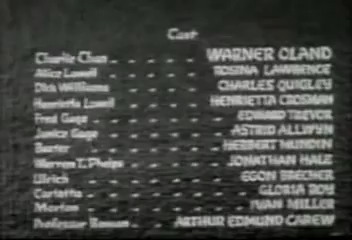 Cast
Charlie Chan WARNER OLAND
Alice Lowell ROSINA LAWRENCE
Dick Williams CHARLES QUIGLEY
Henrietta Lowell HENRIETTA CROSMAN
Fred Gage EDWARD TREVOR
Janice Gage ASTRID ALLWYN
Baxter HERBERT MUNDIN
Warren T. Phelps JONATHAN HALE
Ulrich EGON BRECHER
Carlotta GLORIA ROY
Morton IVAN MILLER
Professor Bowan ARTHUR EDMUND CAREW